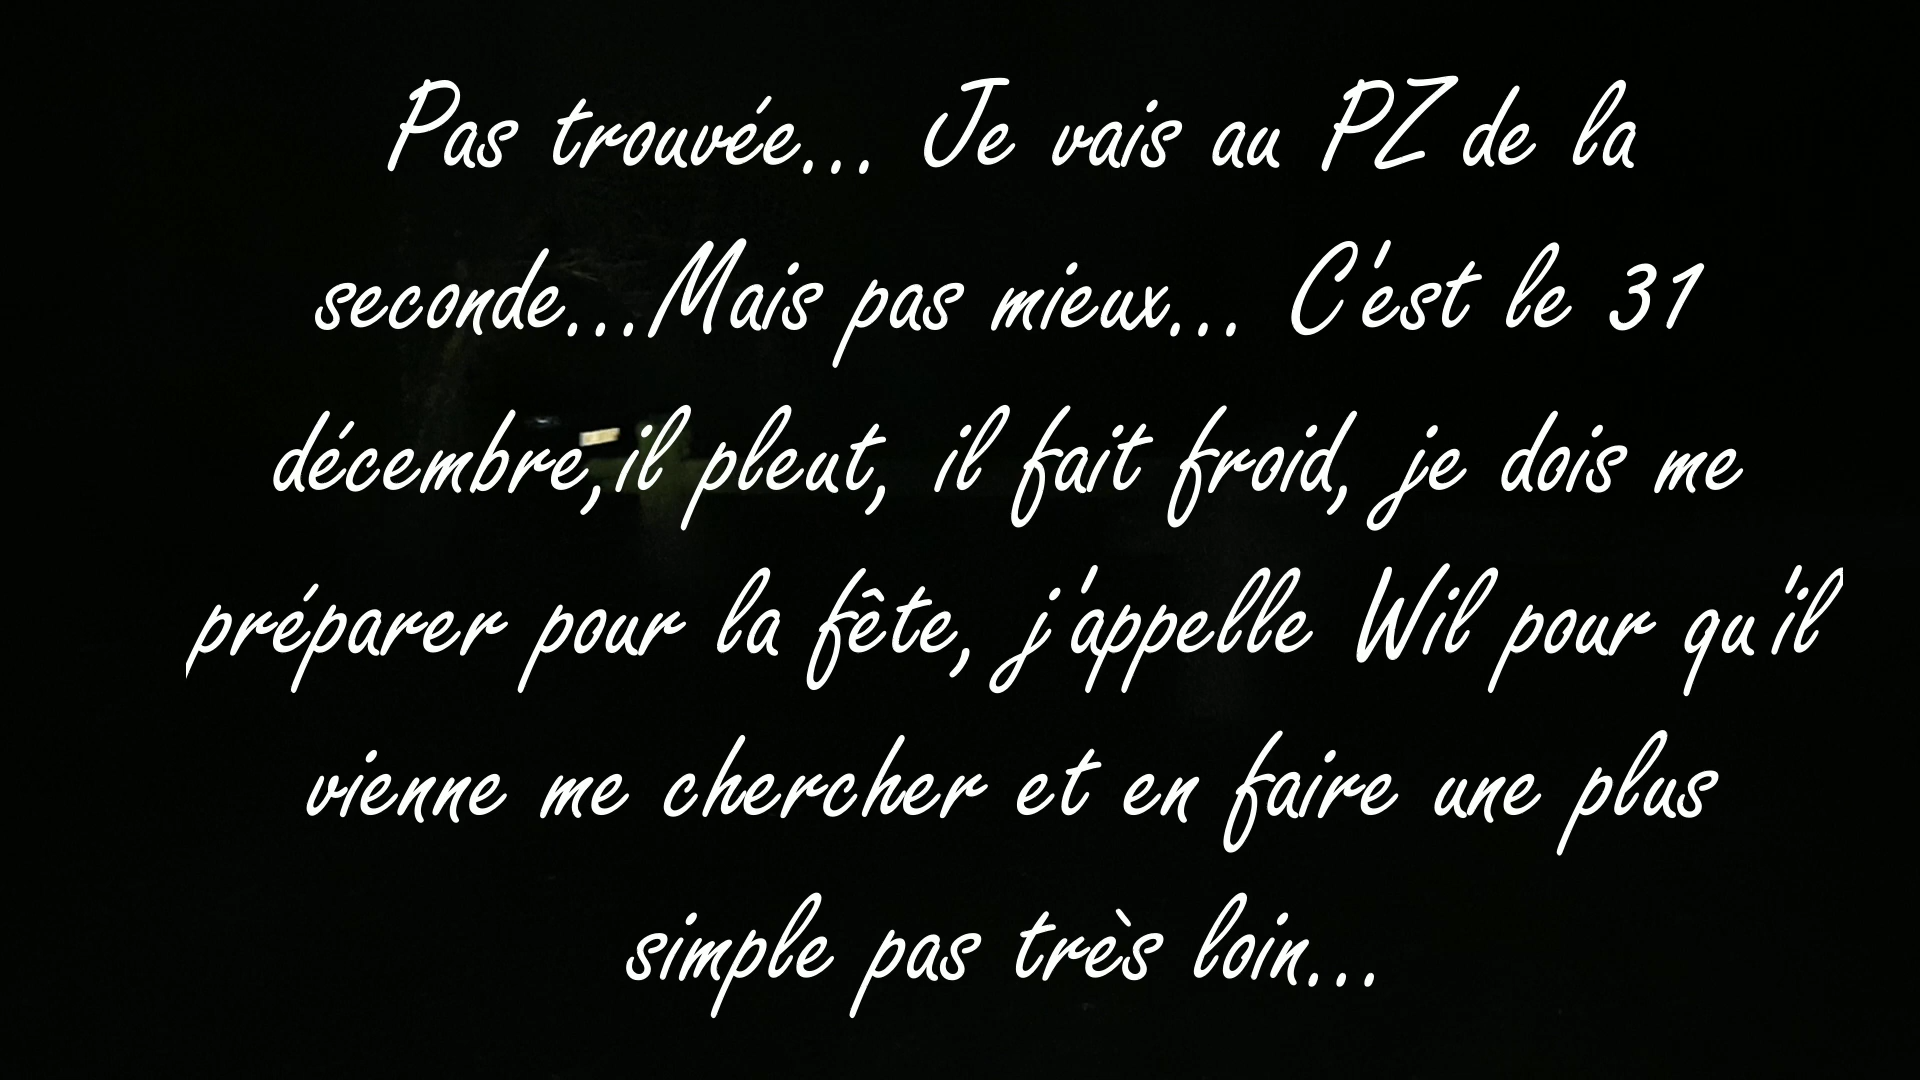 Pas trouvée... Je vais au PZ de la
seconde...Mais pas mieux... C'est le 31
décembre,il pleut, il fait froid, je dois me
préparer pour la fête, j'appelle Wil pour qu'il
vienne me chercher et en faire une plus
simple pas très loin...